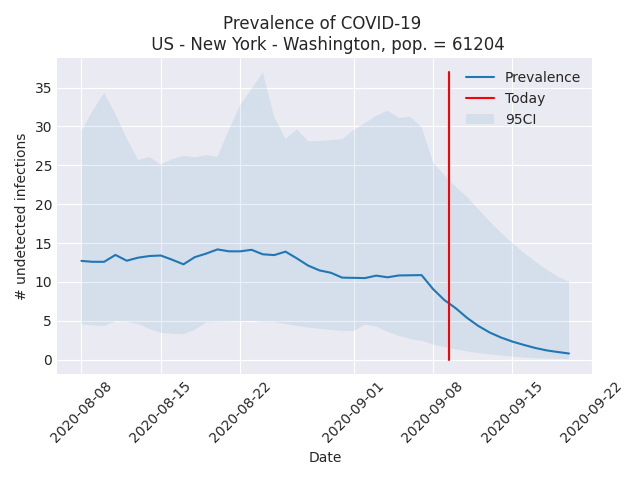 Prevalence of COVID-19
US - New York - Washington, pop. = 61204
# undetected infections
35
30
25
20
15
10
5
0
Prevalence
Today
95CI
2020-08-08
2020-08-15
2020-08-22
2020-09-01
2020-09-08
2020-09-15
2020-09-22
Date